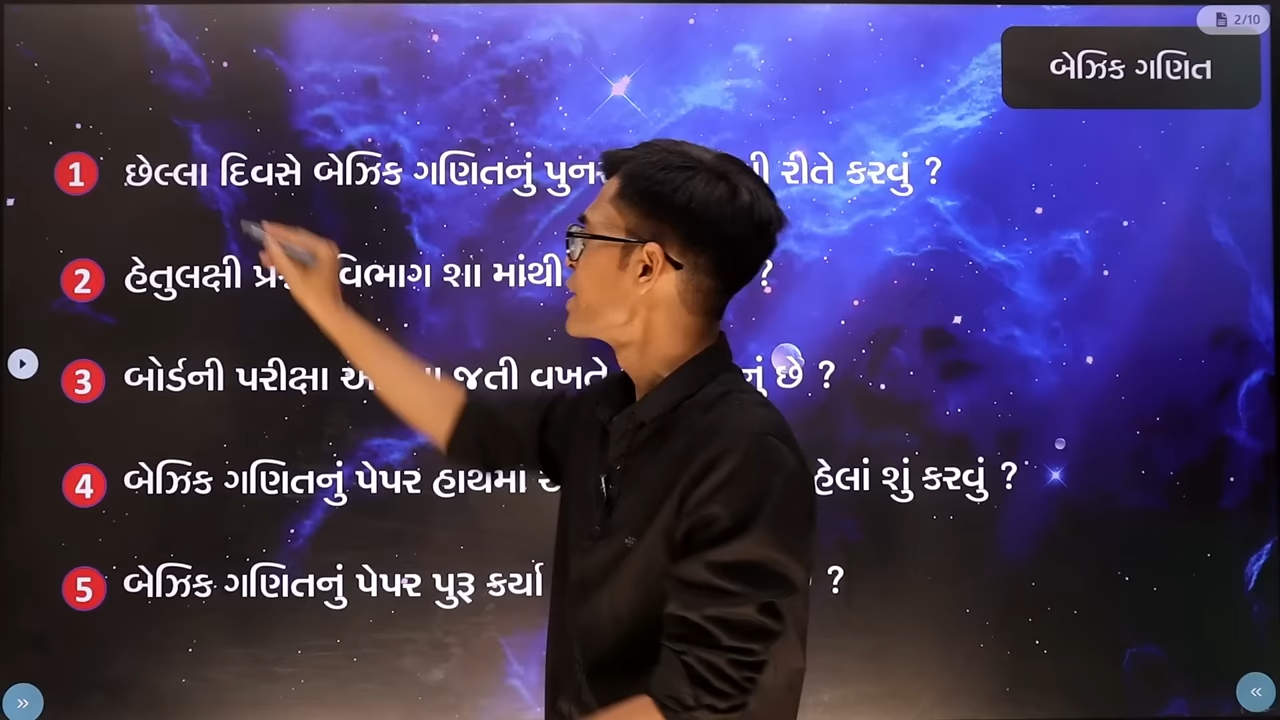 2/10
બેઝિક ગણિત
1 છેલ્લા દિવસે બેઝિક ગણિતનું રીતે કરવું ?
2 હેતુલક્ષી વિભાગ શા માંથી ?
3 બોર્ડની પરીક્ષા જતી વખતે છે ?
4 બેઝિક ગણિતનું પેપર હાથમા શું કરવું ?
5 બેઝિક ગણિતનું પેપર પુરૂ કર્યા ?